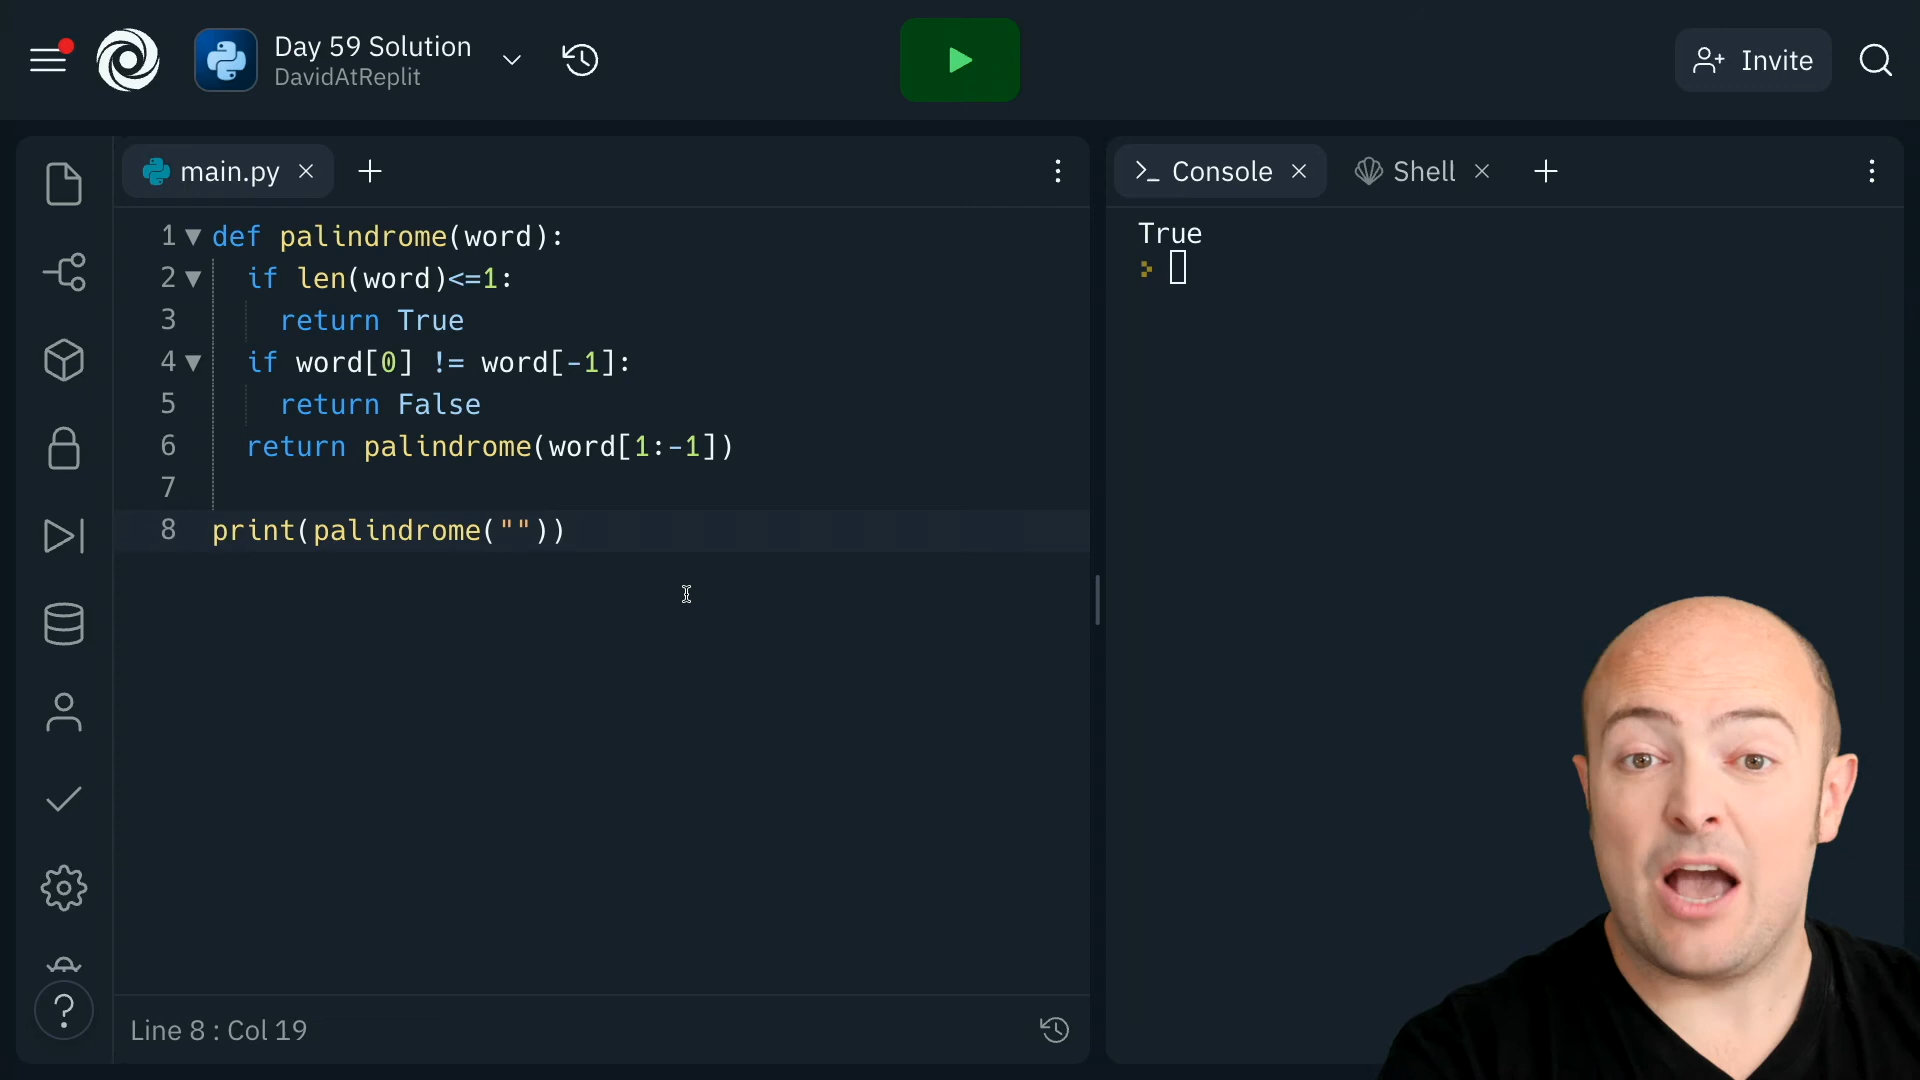 Day 59 Solution
DavidAtReplit
Invite
main.py
Console
Shell
1 def palindrome(word):
2   if len(word)<=1:
3     return True
4   if word[0] != word[-1]:
5     return False
6   return palindrome(word[1:-1])
7
8 print(palindrome(""))
True
Line 8 : Col 19